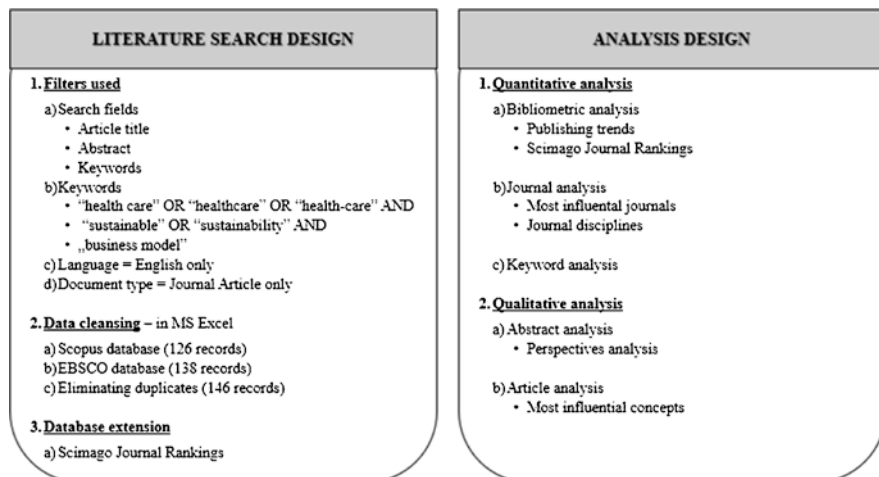 LITERATURE SEARCH DESIGN
1. Filters used
a) Search fields
• Article title
• Abstract
• Keywords
b) Keywords
• “health care” OR “healthcare” OR “health-care” AND
• “sustainable” OR “sustainability” AND
• „business model”
c) Language = English only
d) Document type = Journal Article only
2. Data cleansing – in MS Excel
a) Scopus database (126 records)
b) EBSCO database (138 records)
c) Eliminating duplicates (146 records)
3. Database extension
a) Scimago Journal Rankings
ANALYSIS DESIGN
1. Quantitative analysis
a) Bibliometric analysis
• Publishing trends
• Scimago Journal Rankings
b) Journal analysis
• Most influental journals
• Journal disciplines
c) Keyword analysis
2. Qualitative analysis
a) Abstract analysis
• Perspectives analysis
b) Article analysis
• Most influential concepts